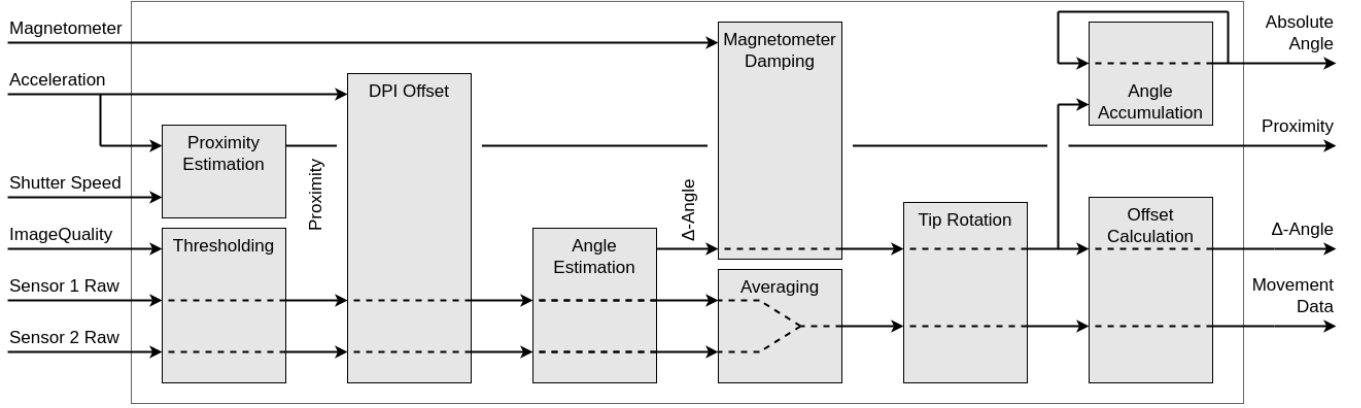 Magnetometer
Acceleration
Shutter Speed
ImageQuality
Sensor 1 Raw
Sensor 2 Raw
Proximity
Estimation
Thresholding
Proximity
DPI Offset
Angle
Estimation
Δ-Angle
Magnetometer
Damping
Averaging
Tip Rotation
Angle
Accumulation
Offset
Calculation
Absolute
Angle
Proximity
Δ-Angle
Movement
Data